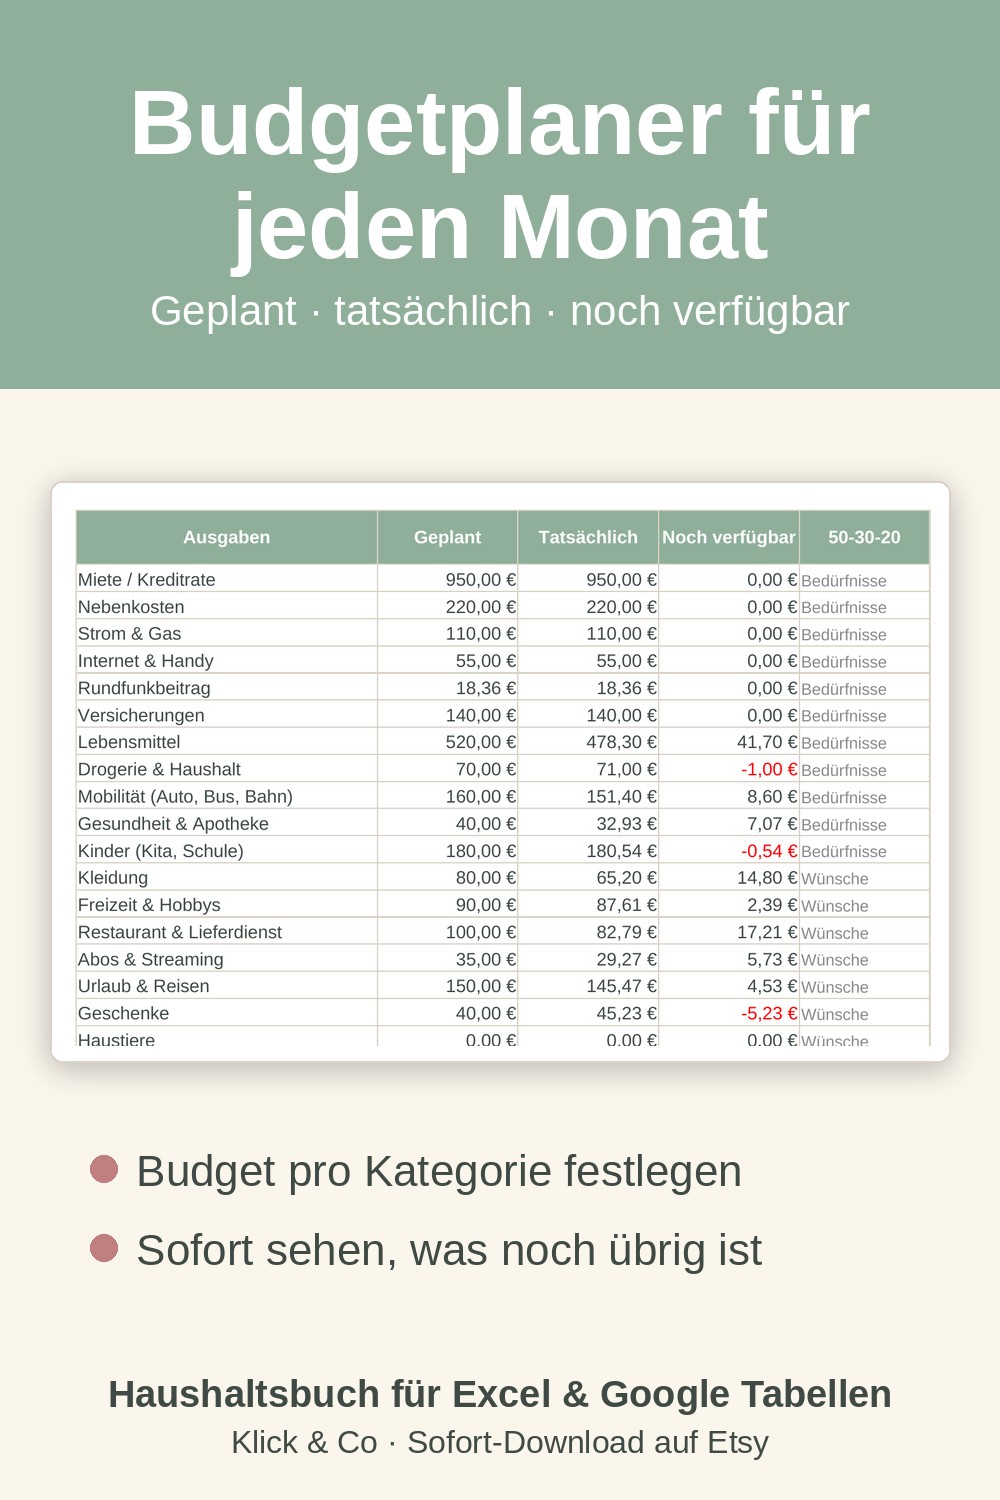 Budgetplaner für
jeden Monat
Geplant · tatsächlich · noch verfügbar
Ausgaben Geplant Tatsächlich Noch verfügbar 50-30-20
Miete / Kreditrate 950,00 € 950,00 € 0,00 € Bedürfnisse
Nebenkosten 220,00 € 220,00 € 0,00 € Bedürfnisse
Strom & Gas 110,00 € 110,00 € 0,00 € Bedürfnisse
Internet & Handy 55,00 € 55,00 € 0,00 € Bedürfnisse
Rundfunkbeitrag 18,36 € 18,36 € 0,00 € Bedürfnisse
Versicherungen 140,00 € 140,00 € 0,00 € Bedürfnisse
Lebensmittel 520,00 € 478,30 € 41,70 € Bedürfnisse
Drogerie & Haushalt 70,00 € 71,00 € -1,00 € Bedürfnisse
Mobilität (Auto, Bus, Bahn) 160,00 € 151,40 € 8,60 € Bedürfnisse
Gesundheit & Apotheke 40,00 € 32,93 € 7,07 € Bedürfnisse
Kinder (Kita, Schule) 180,00 € 180,54 € -0,54 € Bedürfnisse
Kleidung 80,00 € 65,20 € 14,80 € Wünsche
Freizeit & Hobbys 90,00 € 87,61 € 2,39 € Wünsche
Restaurant & Lieferdienst 100,00 € 82,79 € 17,21 € Wünsche
Abos & Streaming 35,00 € 29,27 € 5,73 € Wünsche
Urlaub & Reisen 150,00 € 145,47 € 4,53 € Wünsche
Geschenke 40,00 € 45,23 € -5,23 € Wünsche
Haustiere 0,00 € 0,00 € 0,00 € Wünsche
Budget pro Kategorie festlegen
Sofort sehen, was noch übrig ist
Haushaltsbuch für Excel & Google Tabellen
Klick & Co · Sofort-Download auf Etsy